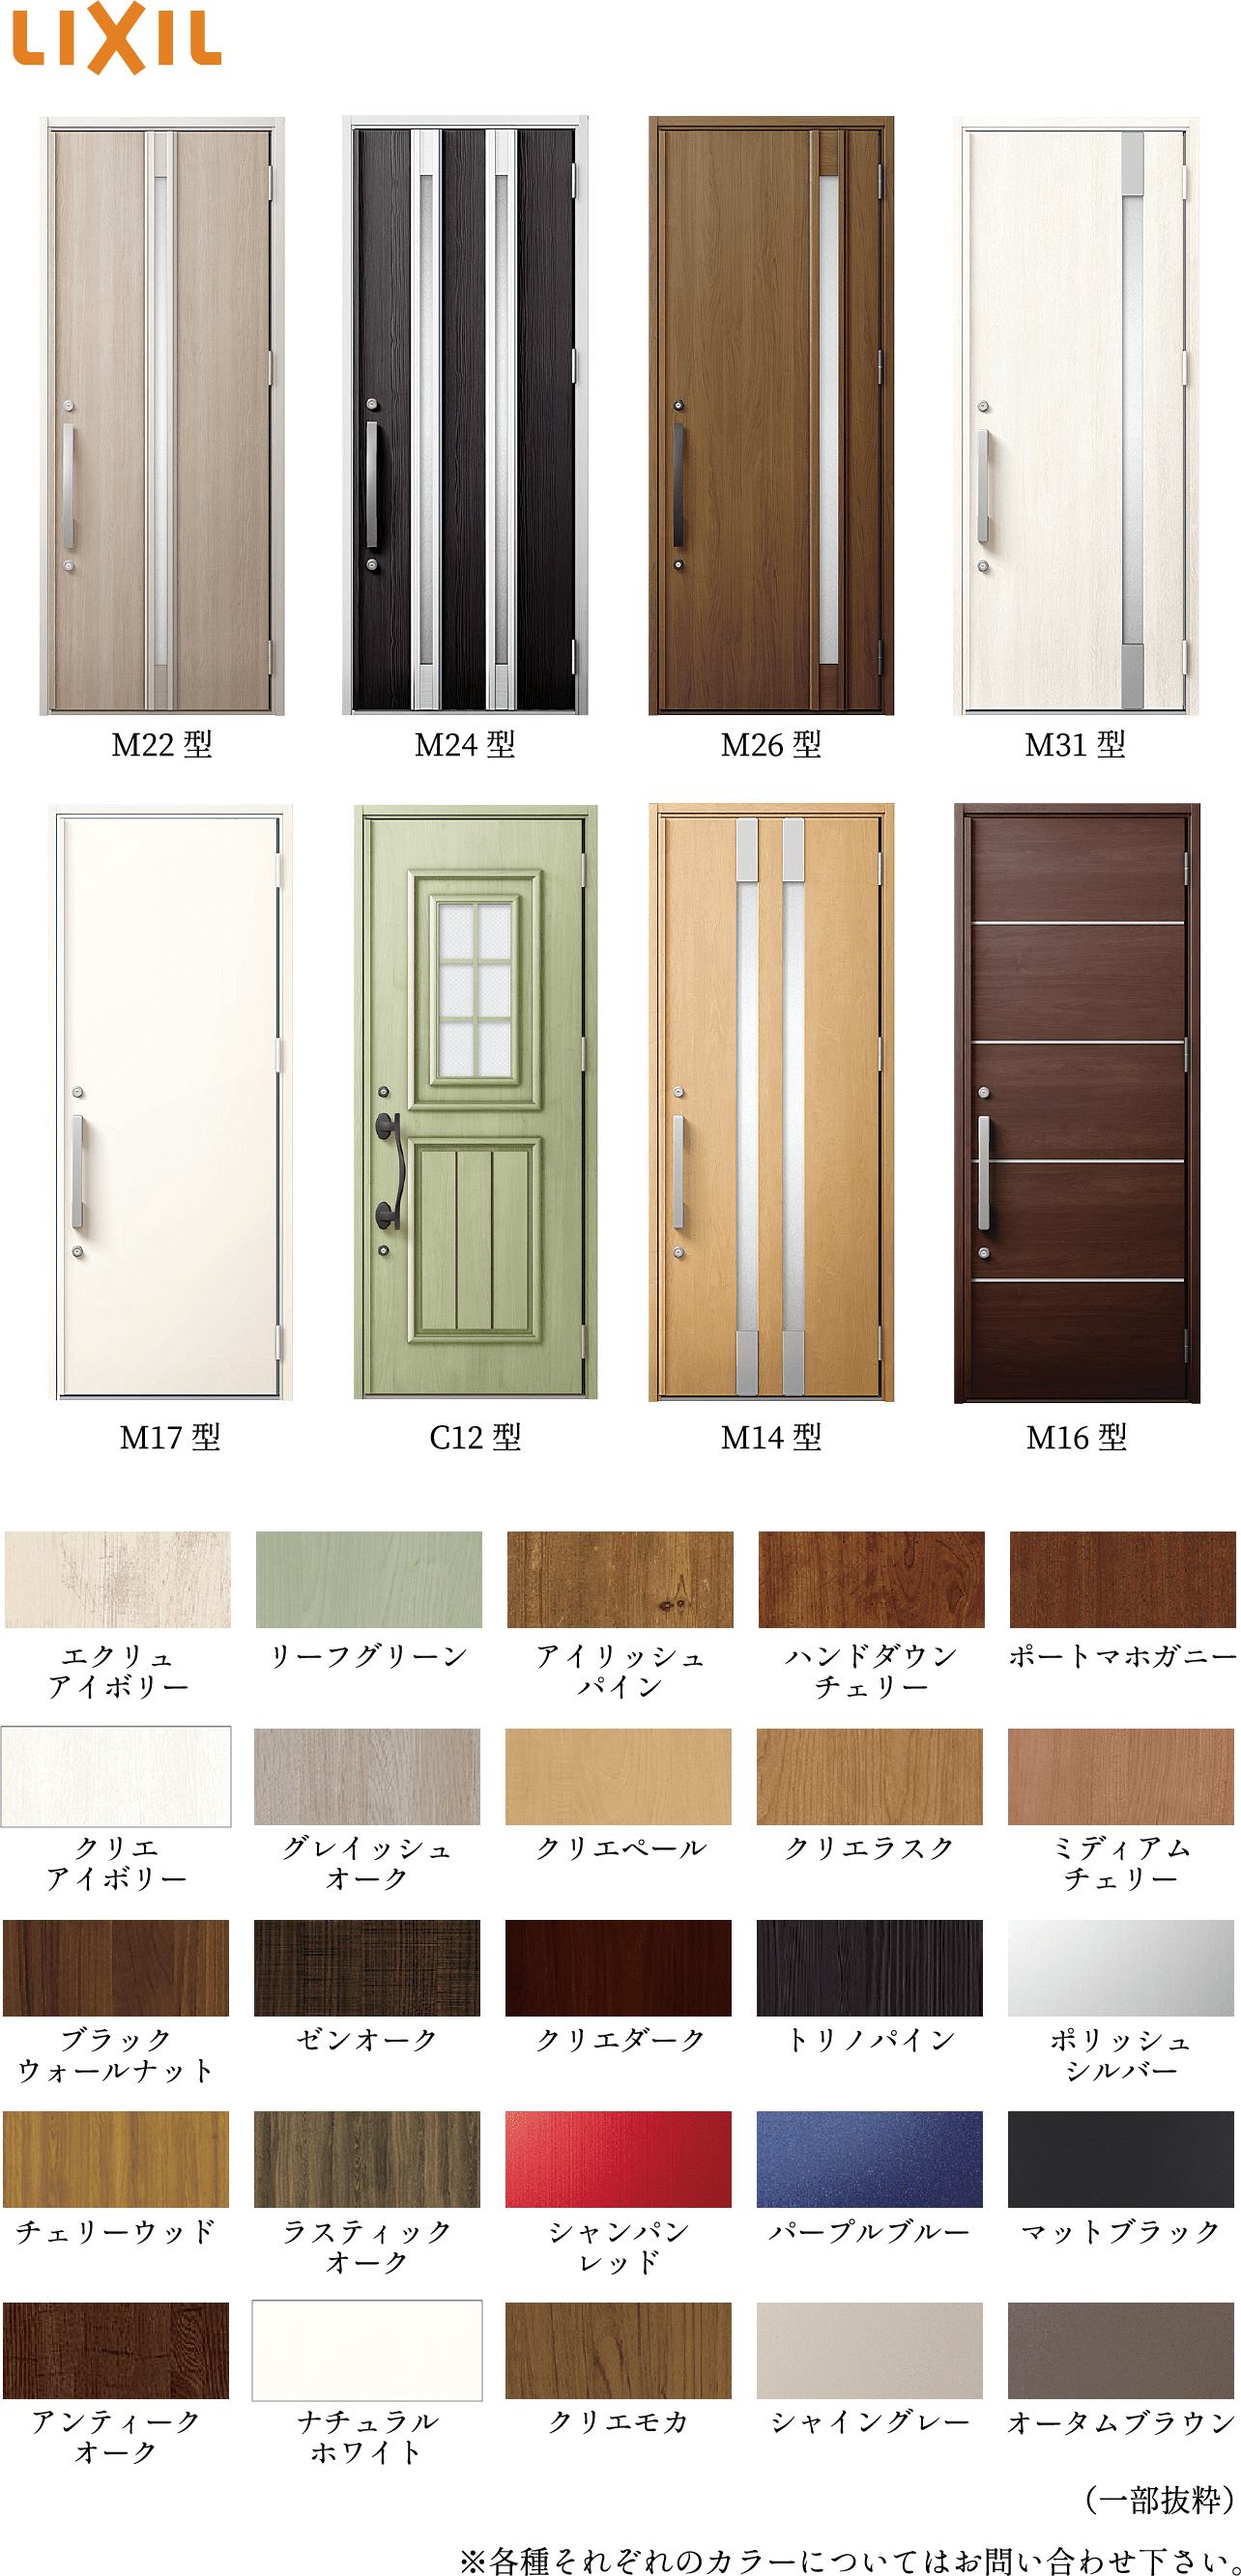 LIXIL
M22 型
M24 型
M26 型
M31 型
M17 型
C12 型
M14 型
M16 型
エクリュ
アイボリー
リーフグリーン
アイリッシュ
パイン
ハンドダウン
チェリー
ポートマホガニー
クリエ
アイボリー
グレイッシュ
オーク
クリエペール
クリエラスク
ミディアム
チェリー
ブラック
ウォールナット
ゼンオーク
クリエダーク
トリノパイン
ポリッシュ
シルバー
チェリーウッド
ラスティック
オーク
シャンパン
レッド
パープルブルー
マットブラック
アンティーク
オーク
ナチュラル
ホワイト
クリエモカ
シャイングレー
オータムブラウン
（一部抜粋）
※各種それぞれのカラーについてはお問い合わせ下さい。